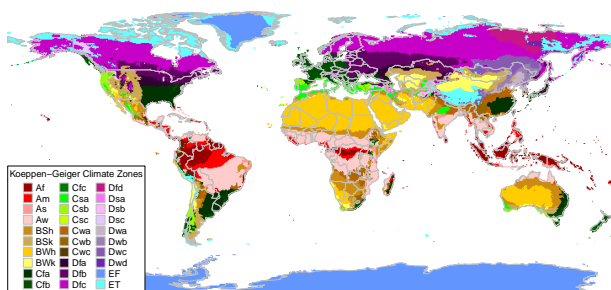 Koeppen−Geiger Climate Zones
Af Cfc Dfd
Am Csa Dsa
As Csb Dsb
Aw Csc Dsc
BSh Cwa Dwa
BSk Cwb Dwb
BWh Cwc Dwc
BWk Dfa Dwd
Cfa Dfb EF
Cfb Dfc ET